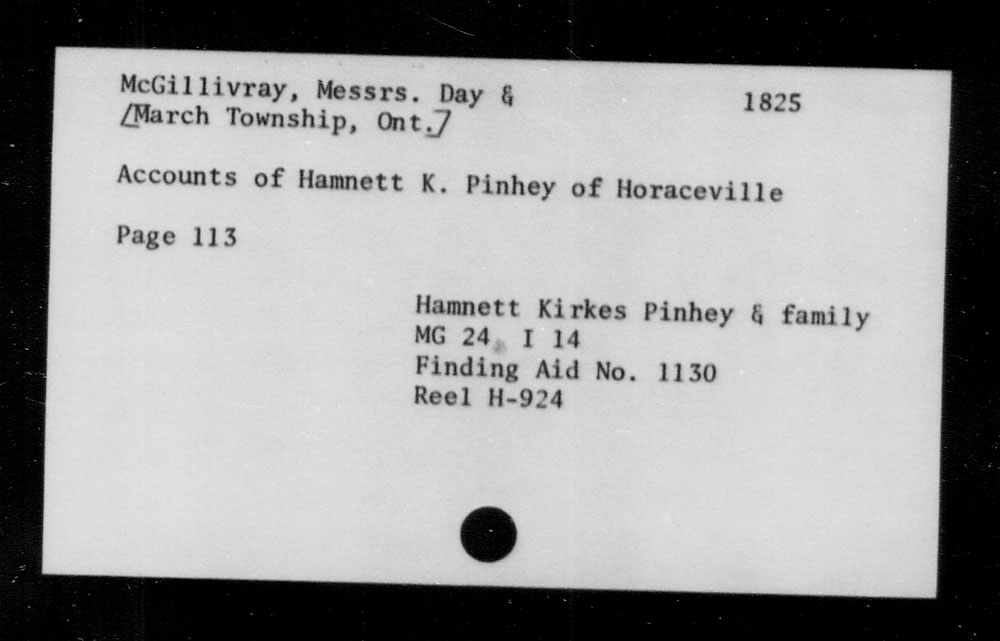 McGillivray, Messrs. Day & 1825
[March Township, Ont.]
Accounts of Hamnett K. Pinhey of Horaceville
Page 113
Hamnett Kirkes Pinhey & family
MG 24, I 14
Finding Aid No. 1130
Reel H-924